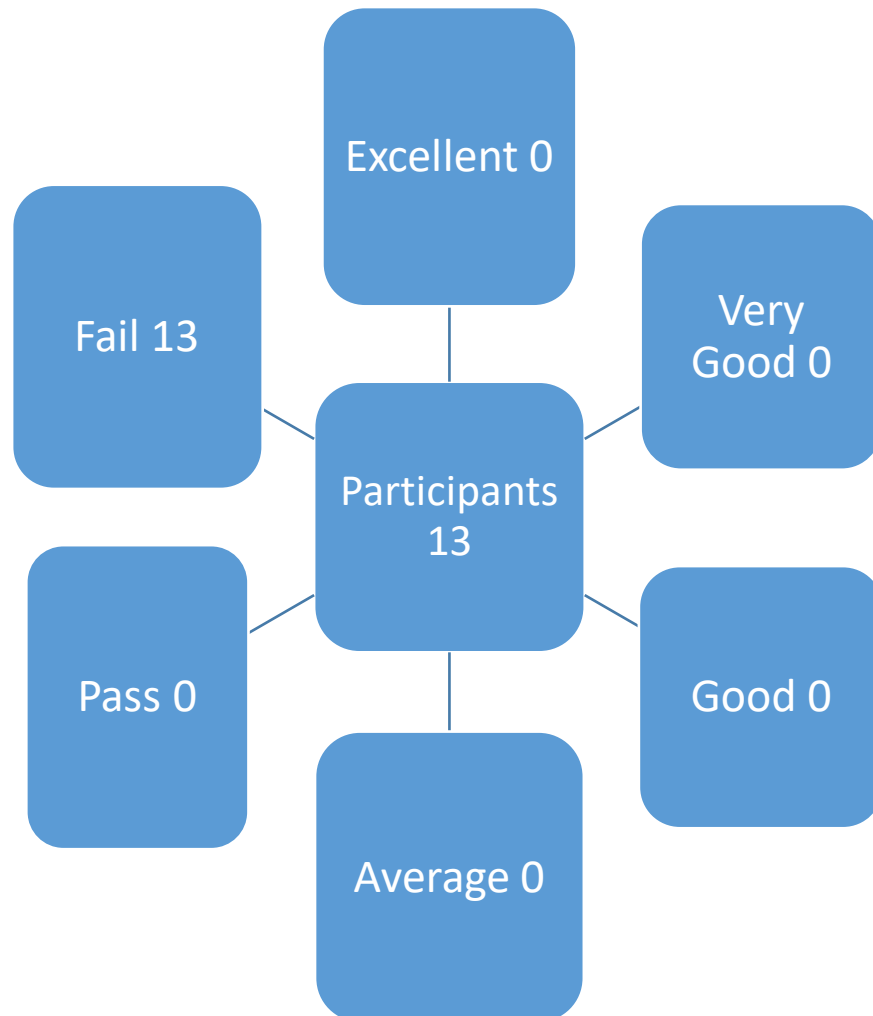 Excellent 0
Very
Good 0
Good 0
Average 0
Pass 0
Fail 13
Participants
13